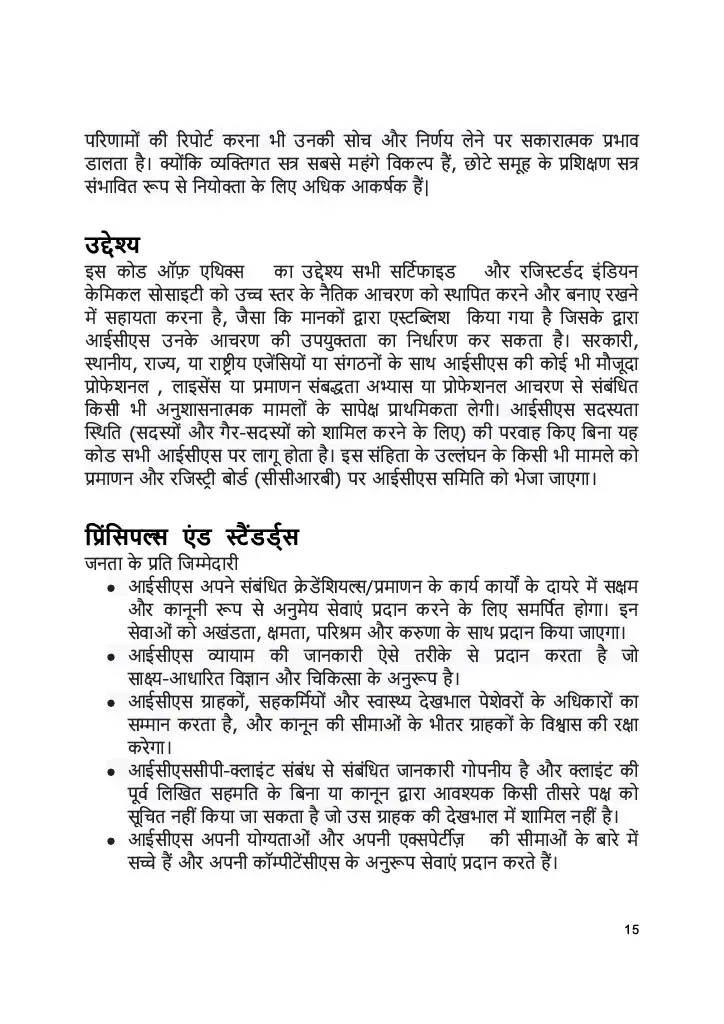 परिणामों की रिपोर्ट करना भी उनकी सोच और निर्णय लेने पर सकारात्मक प्रभाव
डालता है। क्योंकि व्यक्तिगत सत्र सबसे महंगे विकल्प हैं, छोटे समूह के प्रशिक्षण सत्र
संभावित रूप से नियोक्ता के लिए अधिक आकर्षक हैं|
उद्देश्य
इस कोड ऑफ़ एथिक्स का उद्देश्य सभी सर्टिफाइड और रजिस्टर्ड्द इंडियन
केमिकल सोसाइटी को उच्च स्तर के नैतिक आचरण को स्थापित करने और बनाए रखने
में सहायता करना है, जैसा कि मानकों द्वारा एस्टब्लिश किया गया है जिसके द्वारा
आईसीएस उनके आचरण की उपयुक्तता का निर्धारण कर सकता है। सरकारी,
स्थानीय, राज्य, या राष्ट्रीय एजेंसियों या संगठनों के साथ आईसीएस की कोई भी मौजूदा
प्रोफेशनल , लाइसेंस या प्रमाणन संबद्धता अभ्यास या प्रोफेशनल आचरण से संबंधित
किसी भी अनुशासनात्मक मामलों के सापेक्ष प्राथमिकता लेगी। आईसीएस सदस्यता
स्थिति (सदस्यों और गैर-सदस्यों को शामिल करने के लिए) की परवाह किए बिना यह
कोड सभी आईसीएस पर लागू होता है। इस संहिता के उल्लंघन के किसी भी मामले को
प्रमाणन और रजिस्ट्री बोर्ड (सीसीआरबी) पर आईसीएस समिति को भेजा जाएगा।
प्रिंसिपल्स एंड स्टैंडर्ड्स
जनता के प्रति जिम्मेदारी
● आईसीएस अपने संबंधित क्रेडेंशियल्स/प्रमाणन के कार्य कार्यों के दायरे में सक्षम
और कानूनी रूप से अनुमेय सेवाएं प्रदान करने के लिए समर्पित होगा। इन
सेवाओं को अखंडता, क्षमता, परिश्रम और करुणा के साथ प्रदान किया जाएगा।
● आईसीएस व्यायाम की जानकारी ऐसे तरीके से प्रदान करता है जो
साक्ष्य-आधारित विज्ञान और चिकित्सा के अनुरूप है।
● आईसीएस ग्राहकों, सहकर्मियों और स्वास्थ्य देखभाल पेशेवरों के अधिकारों का
सम्मान करता है, और कानून की सीमाओं के भीतर ग्राहकों के विश्वास की रक्षा
करेगा।
● आईसीएससीपी-क्लाइंट संबंध से संबंधित जानकारी गोपनीय है और क्लाइंट की
पूर्व लिखित सहमति के बिना या कानून द्वारा आवश्यक किसी तीसरे पक्ष को
सूचित नहीं किया जा सकता है जो उस ग्राहक की देखभाल में शामिल नहीं है।
● आईसीएस अपनी योग्यताओं और अपनी एक्सपेर्टीज़ की सीमाओं के बारे में
सच्चे हैं और अपनी कॉम्पीटेंसीएस के अनुरूप सेवाएं प्रदान करते हैं।
15